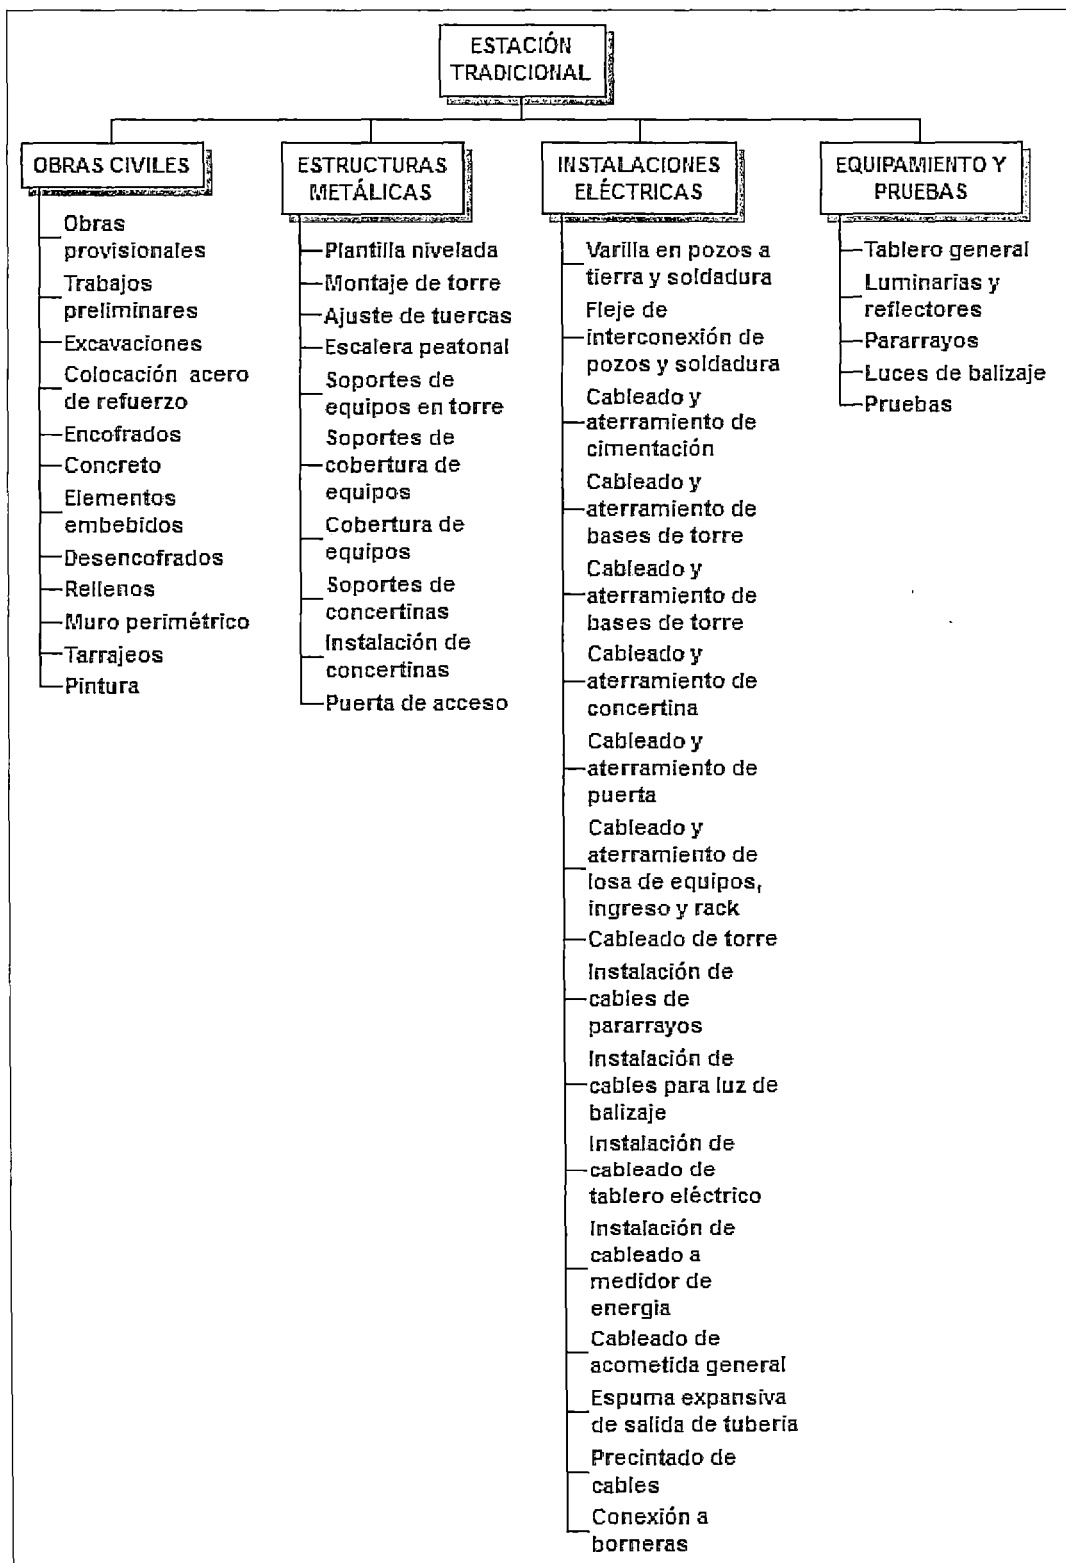 ESTACIÓN
TRADICIONAL
OBRAS CIVILES
Obras
provisionales
Trabajos
preliminares
Excavaciones
Colocación acero
de refuerzo
Encofrados
Concreto
Elementos
embebidos
Desencofrados
Rellenos
Muro perimétrico
Tarrajeos
Pintura
ESTRUCTURAS
METÁLICAS
Plantilla nivelada
Montaje de torre
Ajuste de tuercas
Escalera peatonal
Soportes de
equipos en torre
Soportes de
cobertura de
equipos
Cobertura de
equipos
Soportes de
concertinas
Instalación de
concertinas
Puerta de acceso
INSTALACIONES
ELÉCTRICAS
Varilla en pozos a
tierra y soldadura
Fleje de
interconexión de
pozos y soldadura
Cableado y
aterramiento de
cimentación
Cableado y
aterramiento de
bases de torre
Cableado y
aterramiento de
bases de torre
Cableado y
aterramiento de
concertina
Cableado y
aterramiento de
puerta
Cableado y
aterramiento de
losa de equipos,
ingreso y rack
Cableado de torre
Instalación de
cables de
pararrayos
Instalación de
cables para luz de
balizaje
Instalación de
cableado de
tablero eléctrico
Instalación de
cableado a
medidor de
energia
Cableado de
acometida general
Espuma expansiva
de salida de tuberia
Precintado de
cables
Conexión a
borneras
EQUIPAMIENTO Y
PRUEBAS
Tablero general
Luminarias y
reflectores
Pararrayos
Luces de balizaje
Pruebas